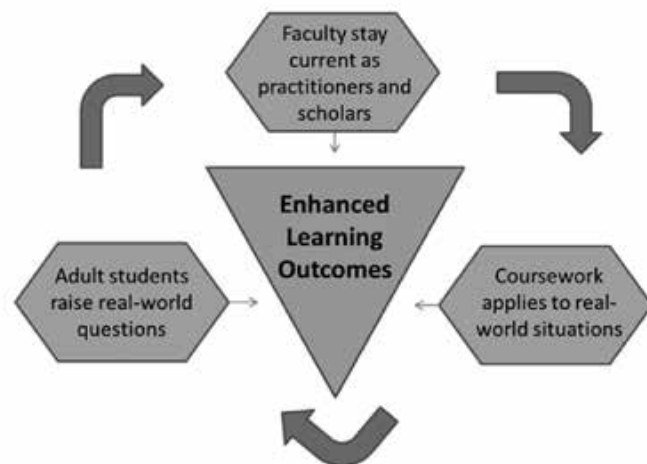 Faculty stay
current as
practitioners and
scholars
Enhanced
Learning
Outcomes
Adult students
raise real-world
questions
Coursework
applies to real-
world situations